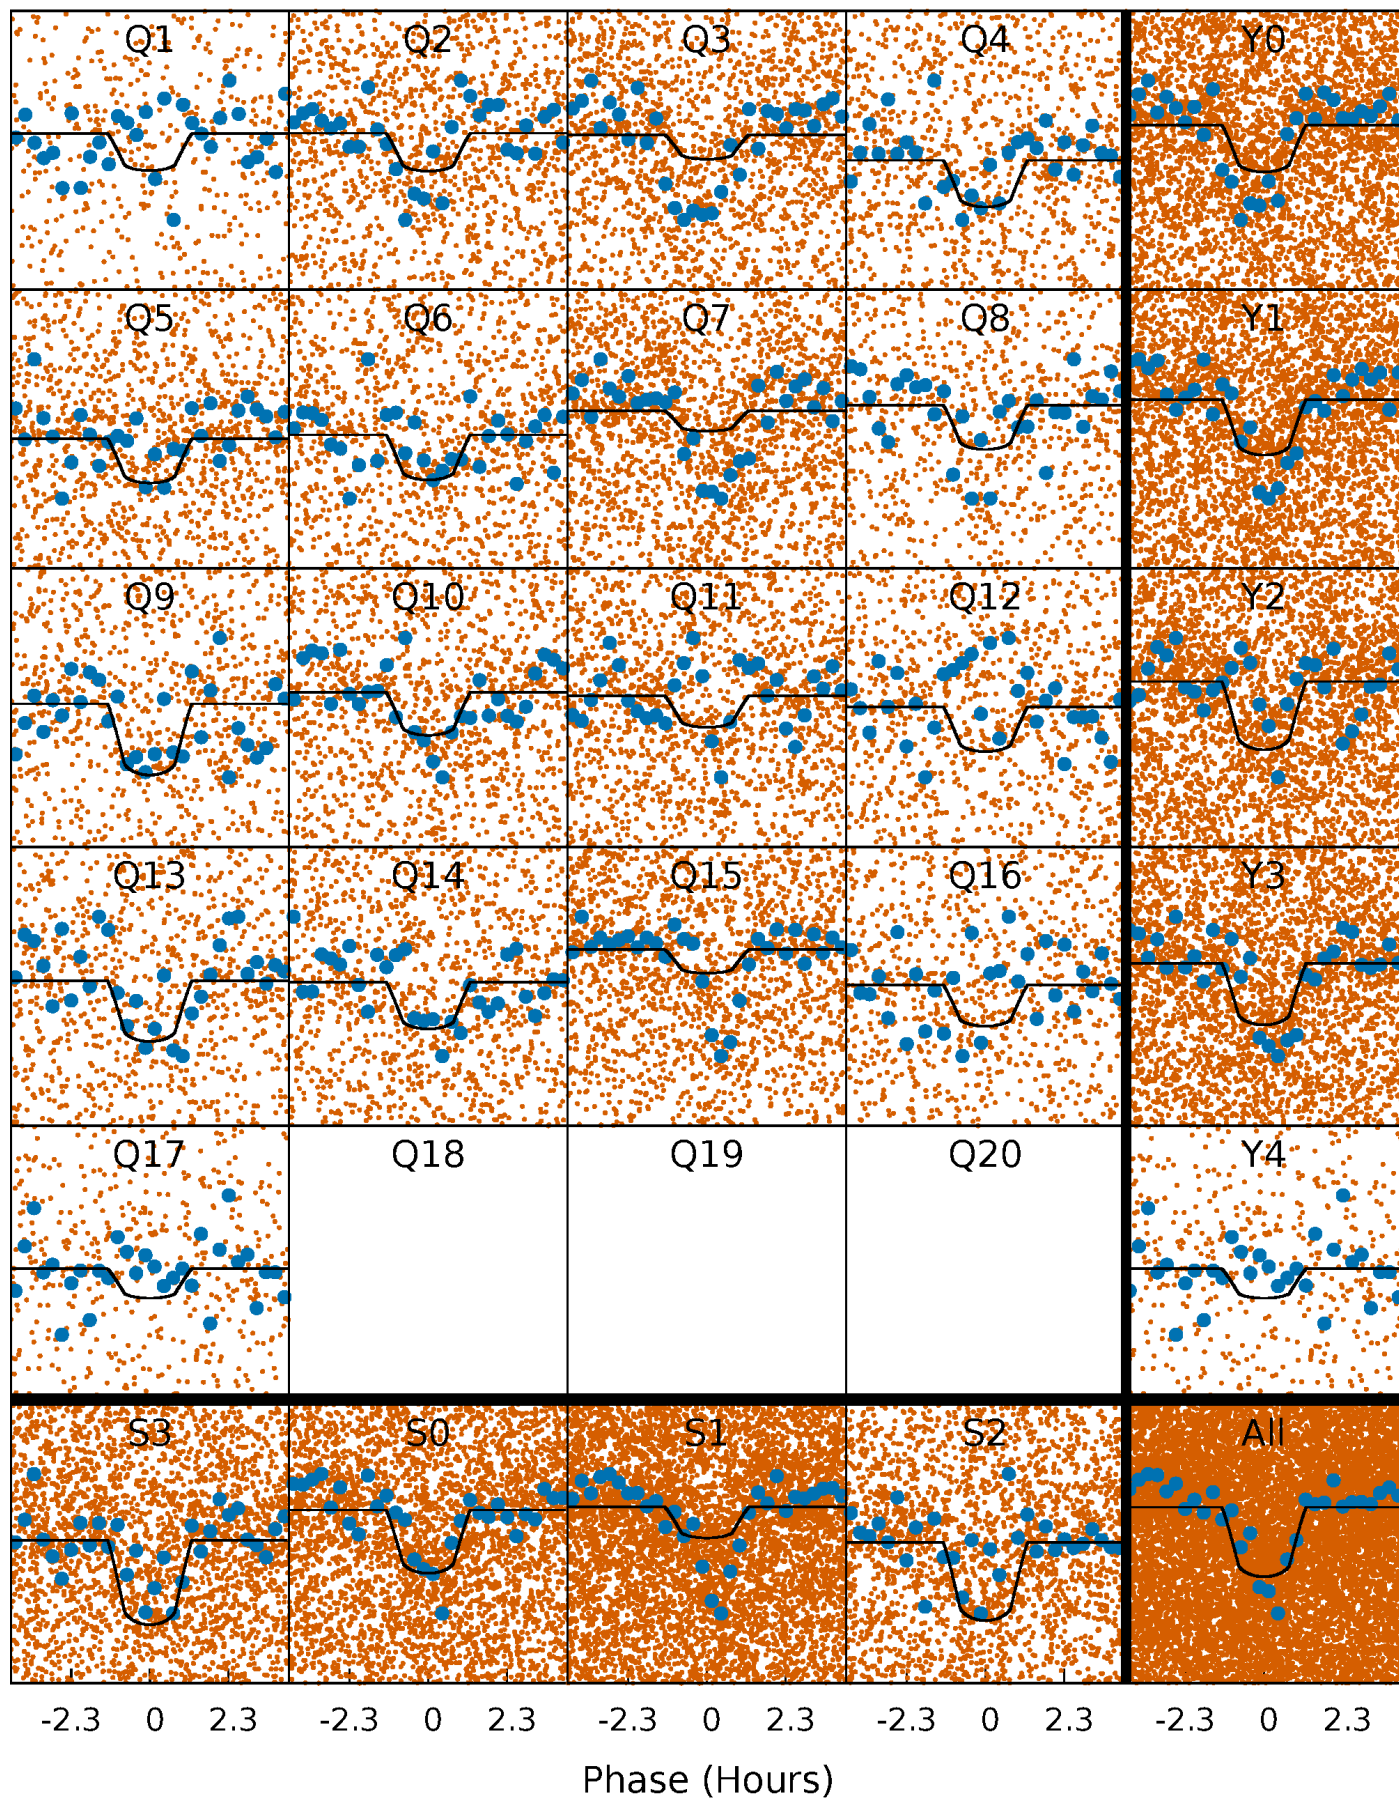 Q1 Q2 Q3 Q4 Y0
Q5 Q6 Q7 Q8 Y1
Q9 Q10 Q11 Q12 Y2
Q13 Q14 Q15 Q16 Y3
Q17 Q18 Q19 Q20 Y4
S3 S0 S1 S2 All
-2.3 0 2.3 -2.3 0 2.3 -2.3 0 2.3 -2.3 0 2.3 -2.3 0 2.3
Phase (Hours)